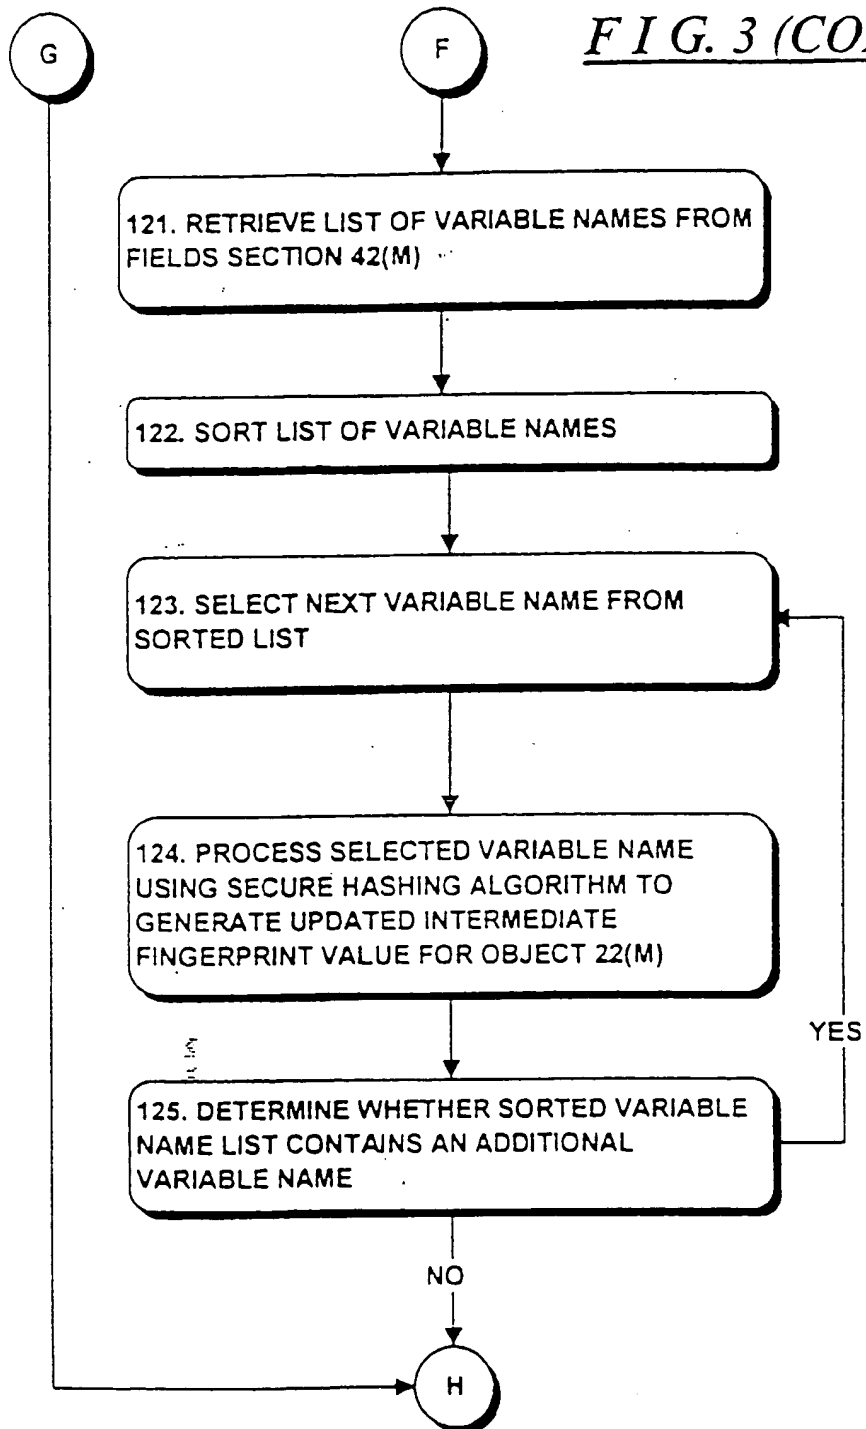 G
F
F I G. 3 (CO
121. RETRIEVE LIST OF VARIABLE NAMES FROM
FIELDS SECTION 42(M)
122. SORT LIST OF VARIABLE NAMES
123. SELECT NEXT VARIABLE NAME FROM
SORTED LIST
124. PROCESS SELECTED VARIABLE NAME
USING SECURE HASHING ALGORITHM TO
GENERATE UPDATED INTERMEDIATE
FINGERPRINT VALUE FOR OBJECT 22(M)
YES
125. DETERMINE WHETHER SORTED VARIABLE
NAME LIST CONTAINS AN ADDITIONAL
VARIABLE NAME
NO
H